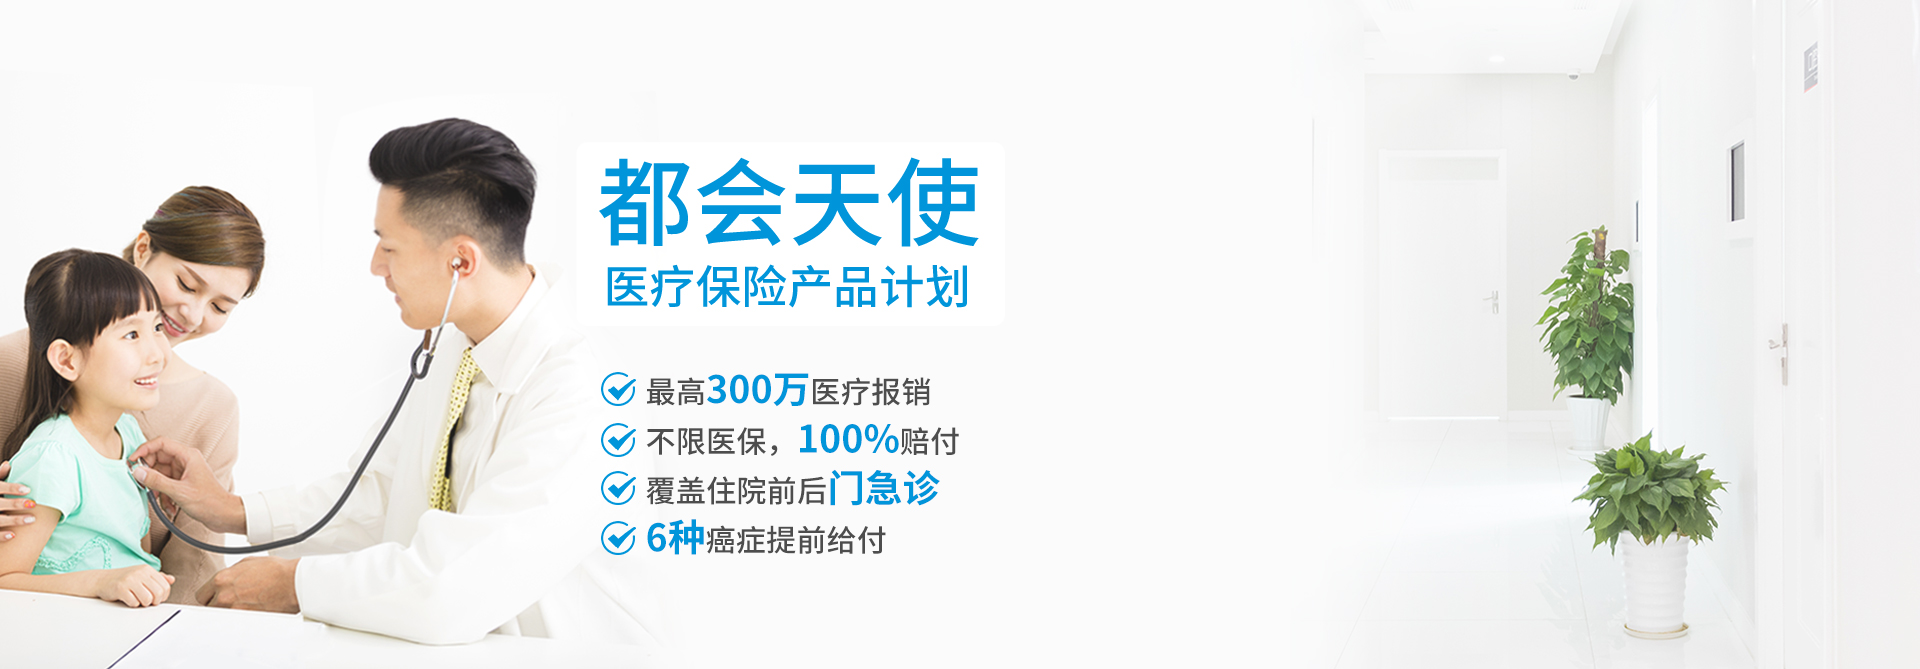 都会天使
医疗保险产品计划
最高300万医疗报销
不限医保，100%赔付
覆盖住院前后门急诊
6种癌症提前给付